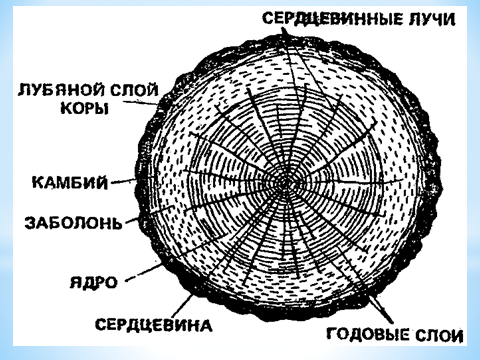 СЕРДЦЕВИННЫЕ ЛУЧИ
ЛУБЯНОЙ СЛОЙ
КОРЫ
КАМБИЙ
ЗАБОЛОНЬ
ЯДРО
СЕРДЦЕВИНА
ГОДОВЫЕ СЛОИ